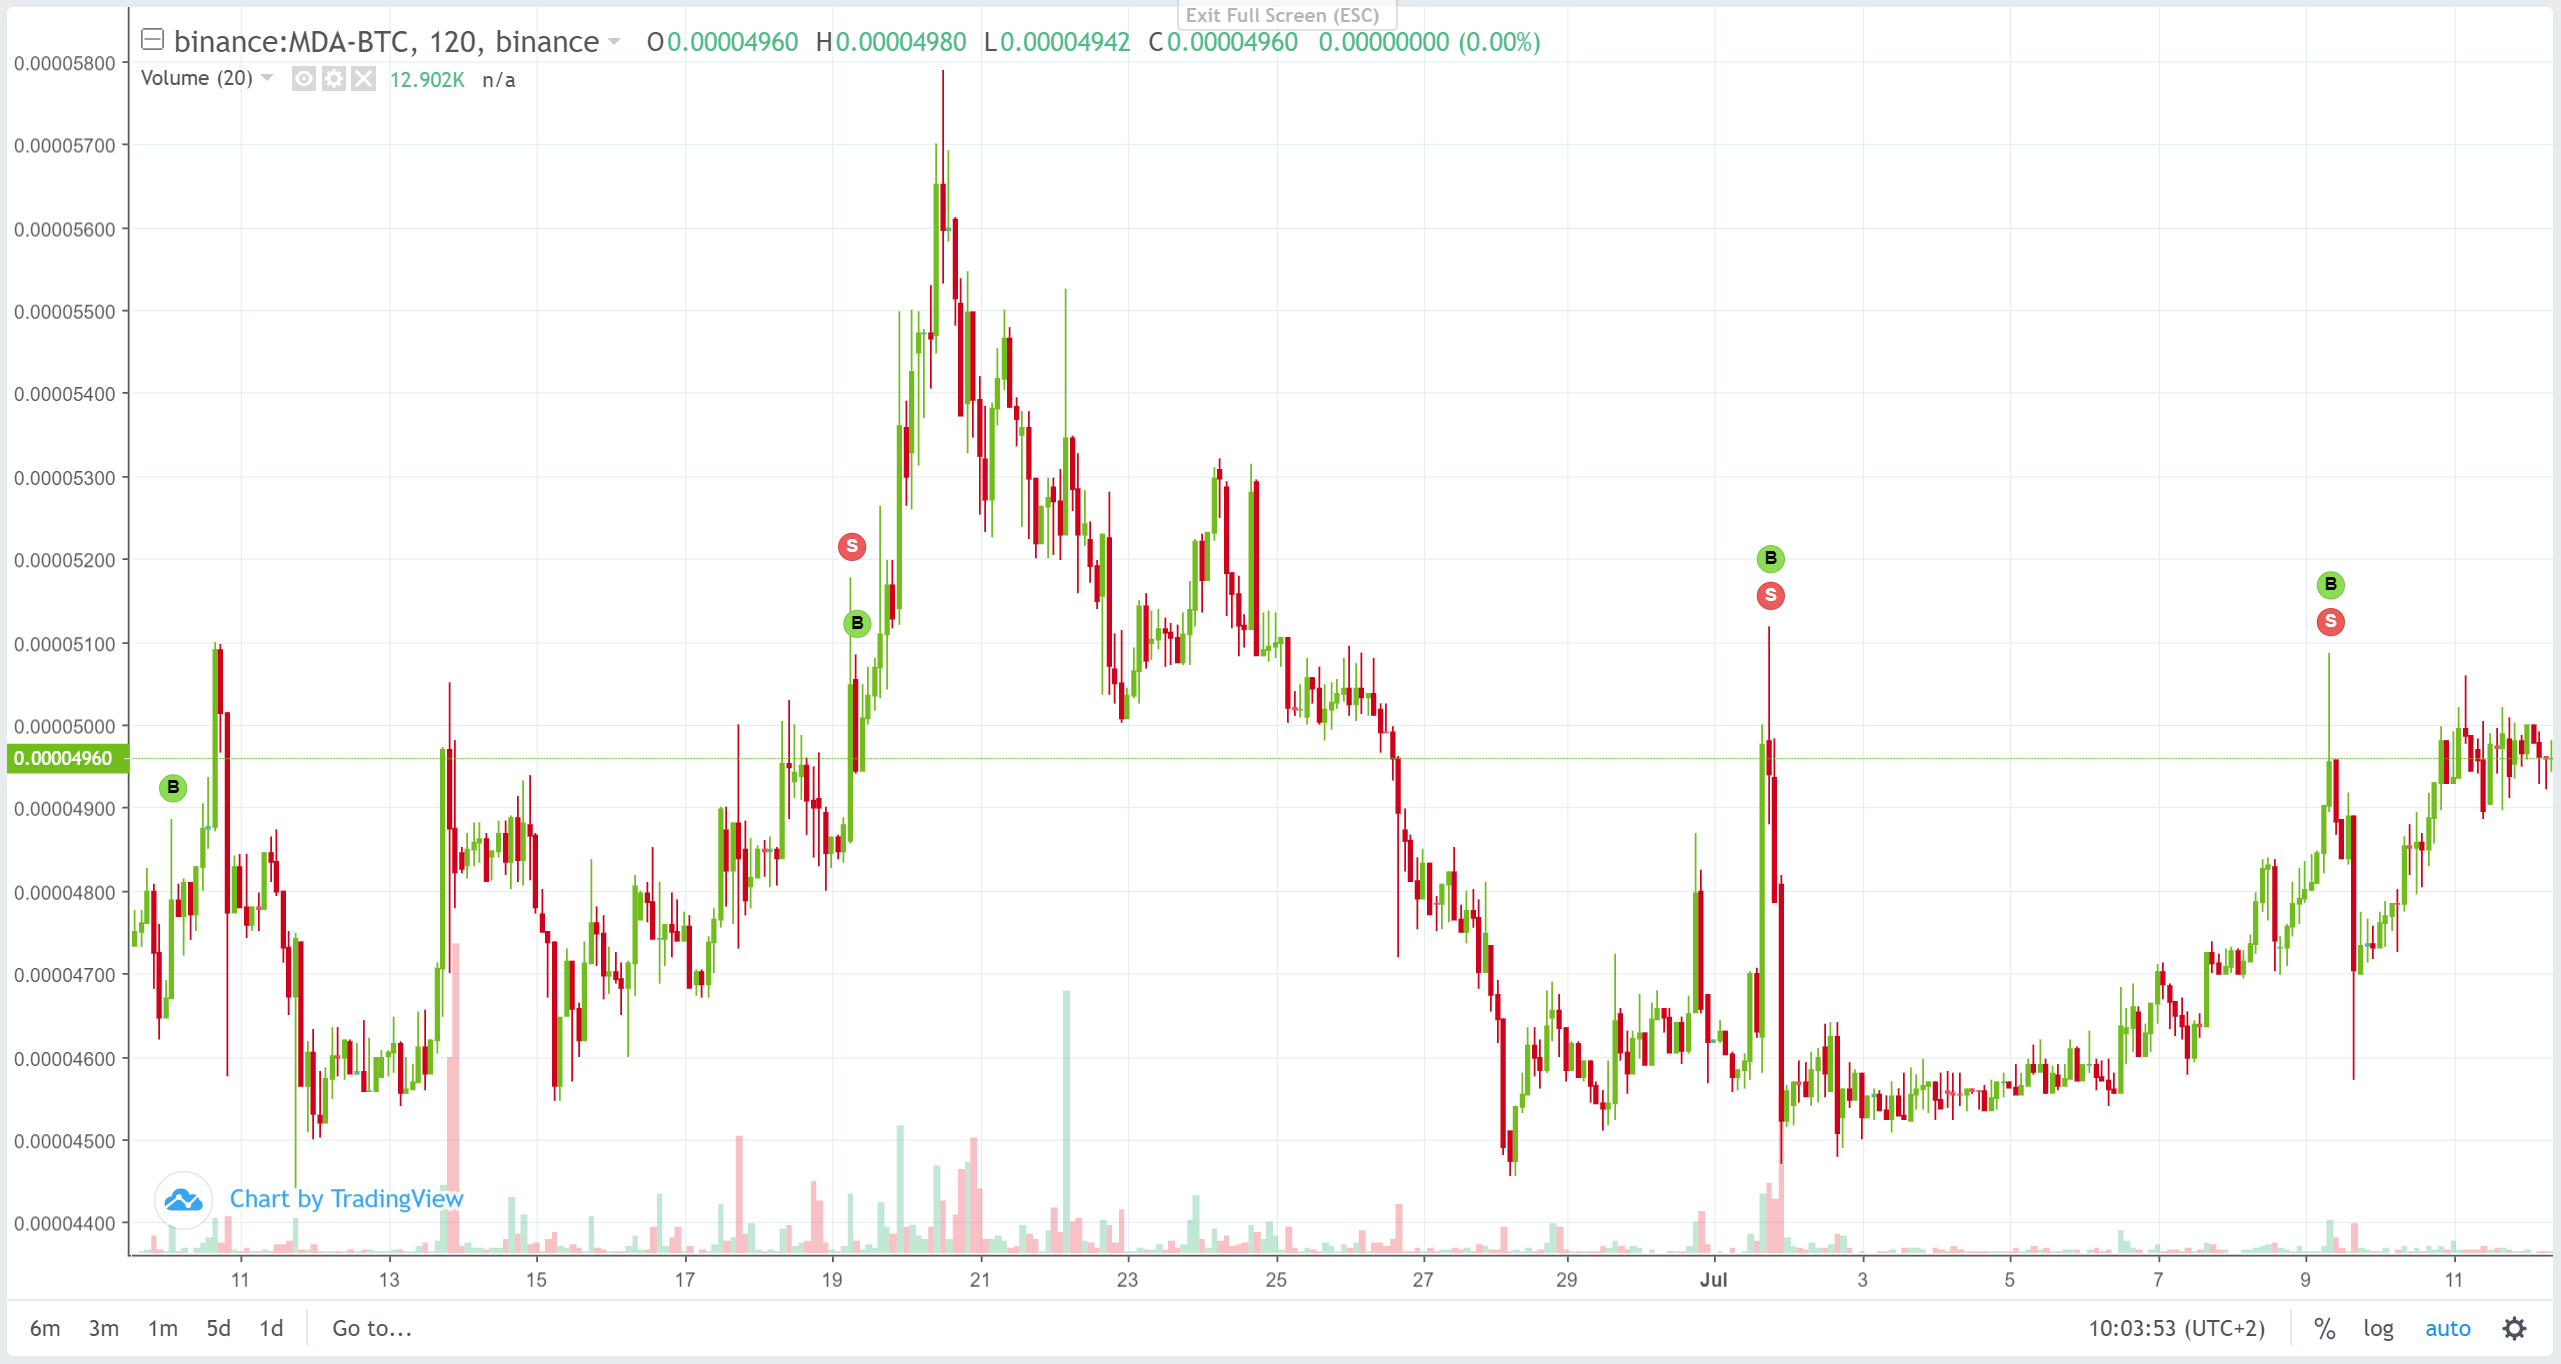 Exit Full Screen (ESC)
binance:MDA-BTC, 120, binance O0.00004960 H0.00004980 L0.00004942 C0.00004960 0.00000000 (0.00%)
Volume (20) 12.902K n/a
0.00005800
0.00005700
0.00005600
0.00005500
0.00005400
0.00005300
0.00005200
0.00005100
0.00005000
0.00004960
0.00004900
0.00004800
0.00004700
0.00004600
0.00004500
0.00004400
B
S
B
B
S
B
S
Chart by TradingView
11 13 15 17 19 21 23 25 27 29 Jul 3 5 7 9 11
6m 3m 1m 5d 1d Go to... 10:03:53 (UTC+2) % log auto